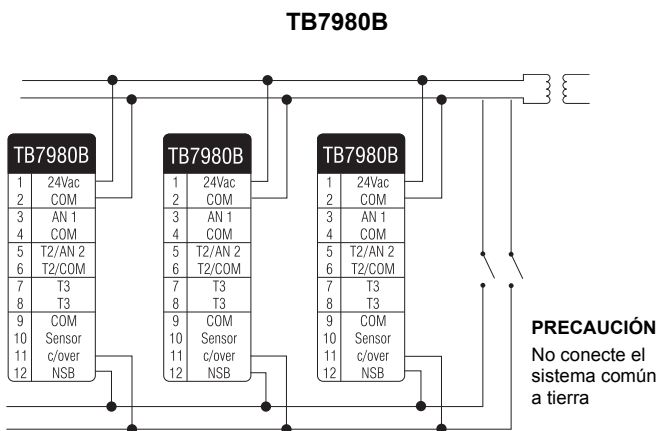 TB7980B
TB7980B
1 24Vac
2 COM
3 AN 1
4 COM
5 T2/AN 2
6 T2/COM
7 T3
8 T3
9 COM
10 Sensor
11 c/over
12 NSB
TB7980B
1 24Vac
2 COM
3 AN 1
4 COM
5 T2/AN 2
6 T2/COM
7 T3
8 T3
9 COM
10 Sensor
11 c/over
12 NSB
TB7980B
1 24Vac
2 COM
3 AN 1
4 COM
5 T2/AN 2
6 T2/COM
7 T3
8 T3
9 COM
10 Sensor
11 c/over
12 NSB
PRECAUCIÓN
No conecte el
sistema común
a tierra